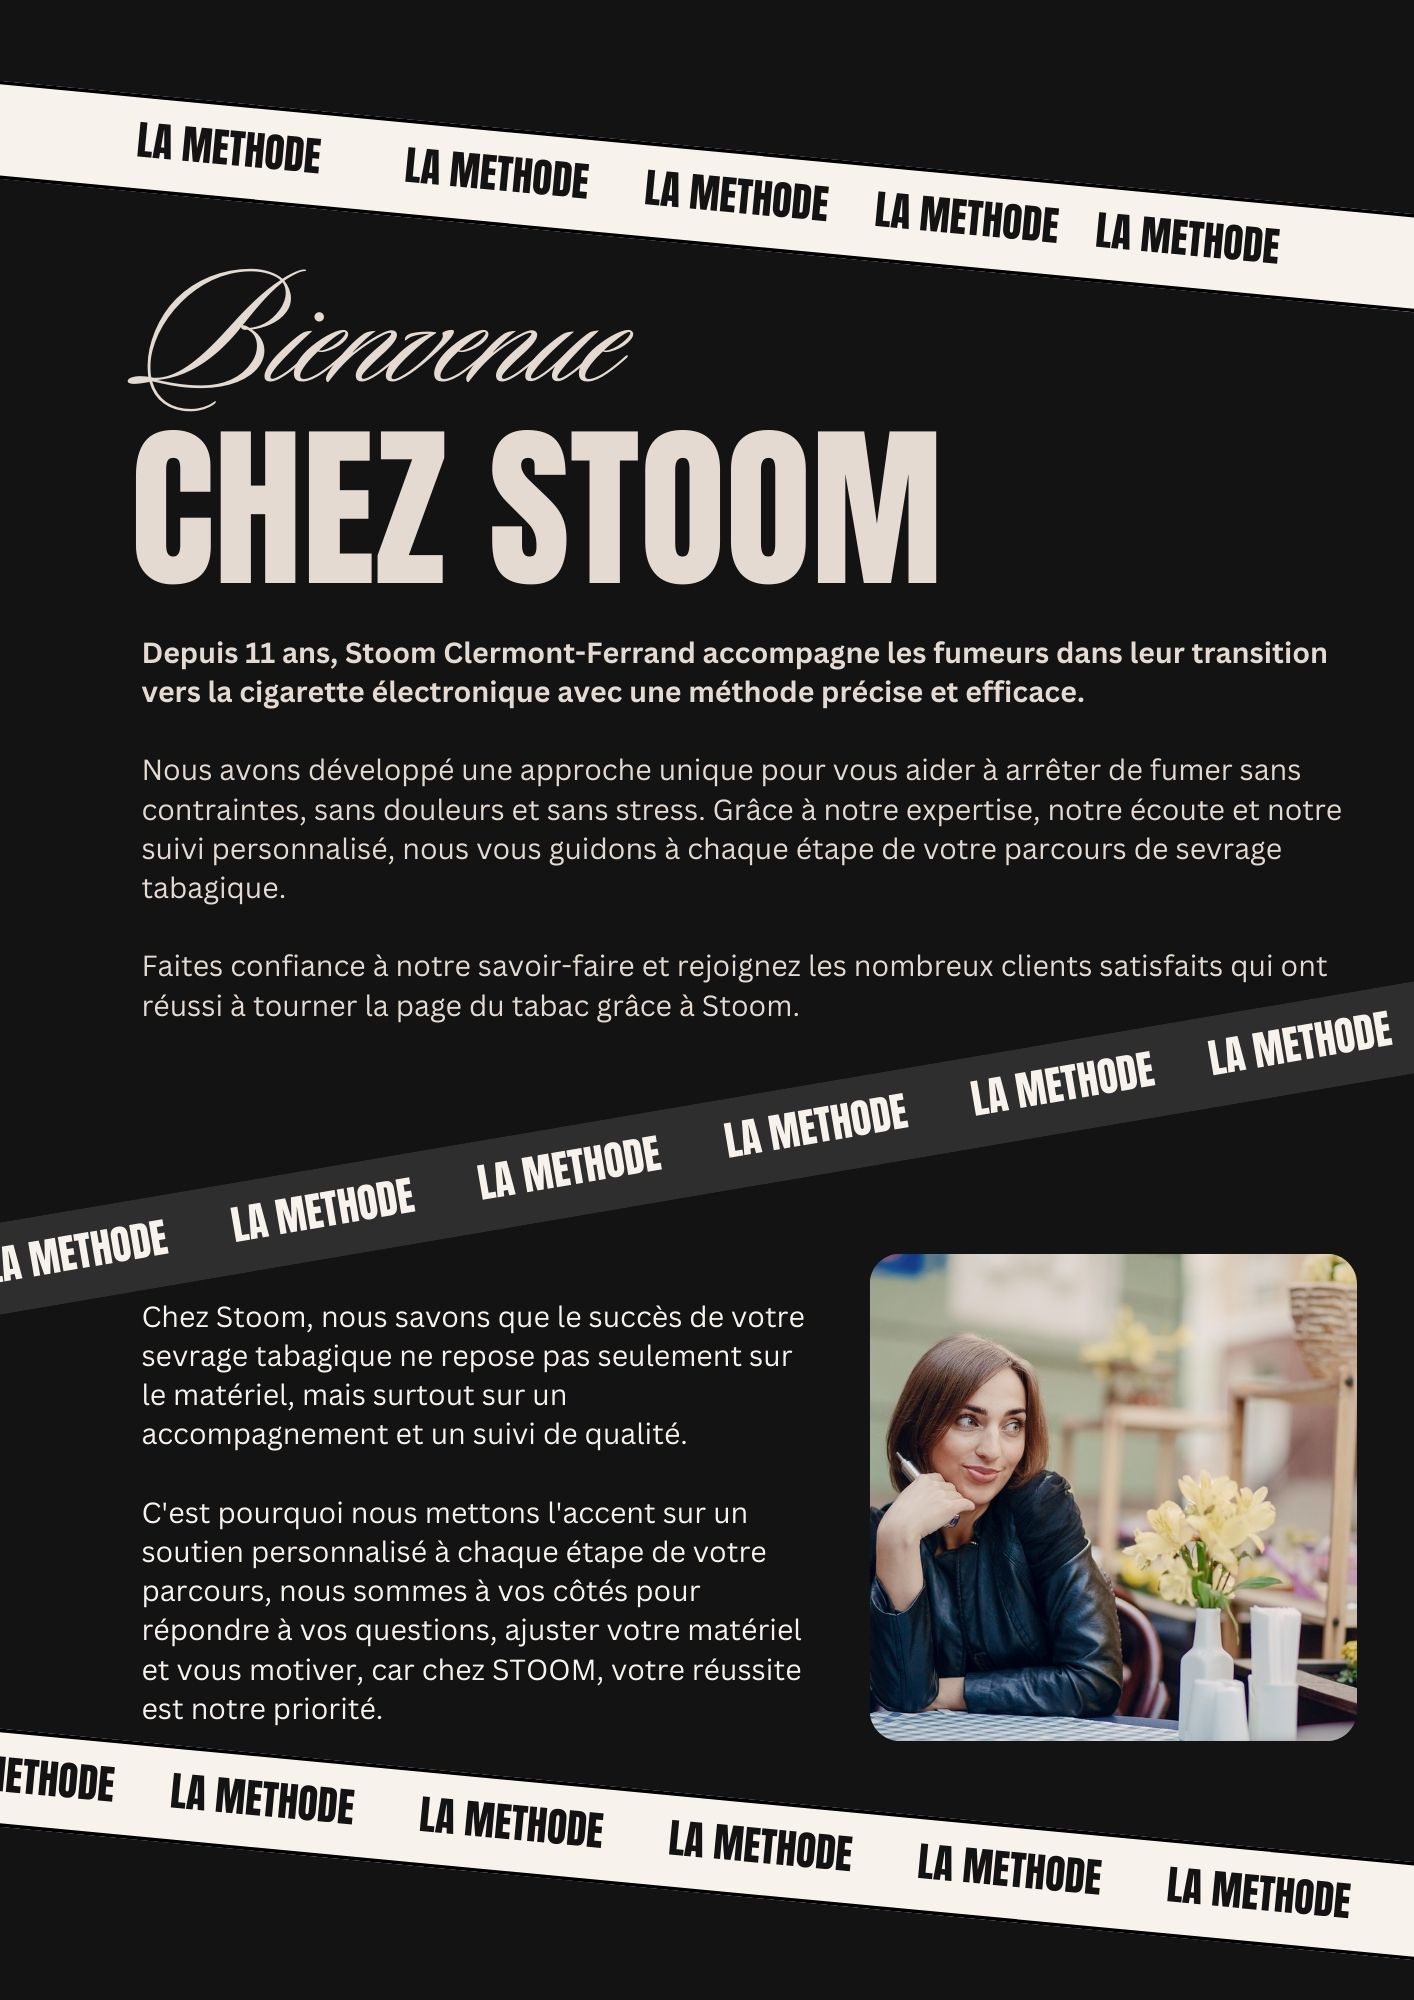 LA METHODE LA METHODE LA METHODE LA METHODE LA METHODE
Bienvenue
CHEZ STOOM
Depuis 11 ans, Stoom Clermont-Ferrand accompagne les fumeurs dans leur transition
vers la cigarette électronique avec une méthode précise et efficace.
Nous avons développé une approche unique pour vous aider à arrêter de fumer sans
contraintes, sans douleurs et sans stress. Grâce à notre expertise, notre écoute et notre
suivi personnalisé, nous vous guidons à chaque étape de votre parcours de sevrage
tabagique.
Faites confiance à notre savoir-faire et rejoignez les nombreux clients satisfaits qui ont
réussi à tourner la page du tabac grâce à Stoom.
LA METHODE LA METHODE LA METHODE LA METHODE LA METHODE LA METHODE
Chez Stoom, nous savons que le succès de votre
sevrage tabagique ne repose pas seulement sur
le matériel, mais surtout sur un
accompagnement et un suivi de qualité.
C'est pourquoi nous mettons l'accent sur un
soutien personnalisé à chaque étape de votre
parcours, nous sommes à vos côtés pour
répondre à vos questions, ajuster votre matériel
et vous motiver, car chez STOOM, votre réussite
est notre priorité.
METHODE LA METHODE LA METHODE LA METHODE LA METHODE LA METHODE